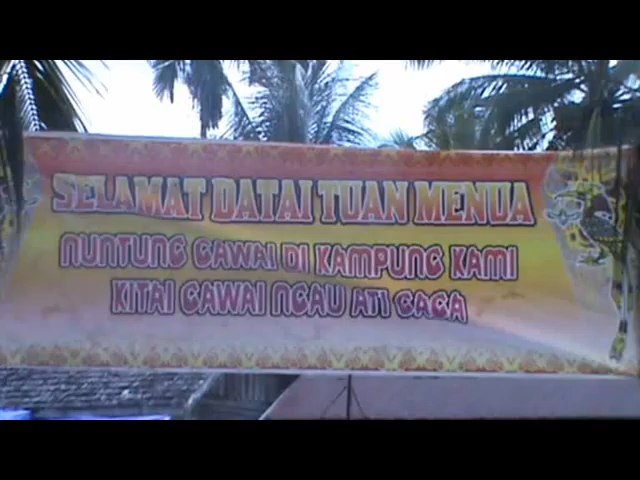 SELAMAT DATAI TUAN MENUA
NUNTUNG GAWAI DI KAMPUNG KAMI
KITAI GAWAI NGAU ATI GAGA